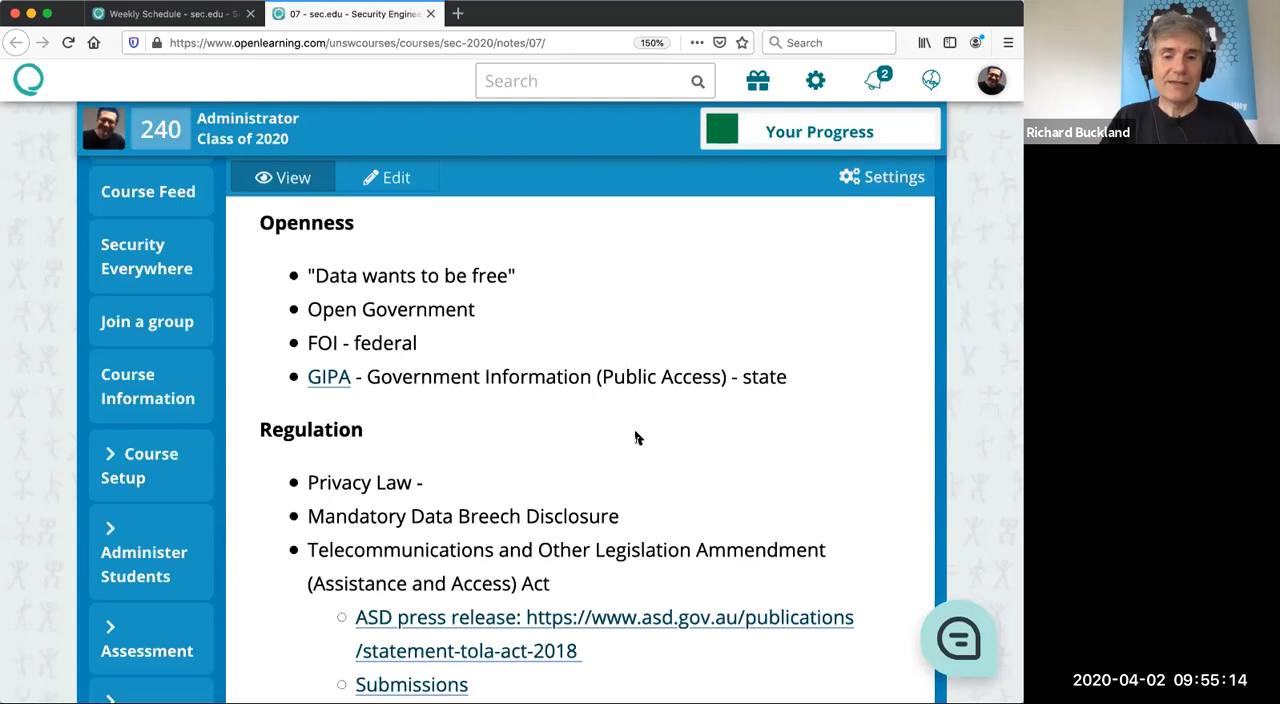 Weekly Schedule - sec.edu - S
07 - sec.edu - Security Engine
https://www.openlearning.com/unswcourses/courses/sec-2020/notes/07/
150%
Search
Search
2
240
Administrator
Class of 2020
Your Progress
Course Feed
Security
Everywhere
Join a group
Course
Information
Course
Setup
Administer
Students
Assessment
View
Edit
Settings
Openness
"Data wants to be free"
Open Government
FOI - federal
GIPA - Government Information (Public Access) - state
Regulation
Privacy Law -
Mandatory Data Breech Disclosure
Telecommunications and Other Legislation Ammendment
(Assistance and Access) Act
ASD press release: https://www.asd.gov.au/publications
/statement-tola-act-2018
Submissions
Richard Buckland
2020-04-02 09:55:14